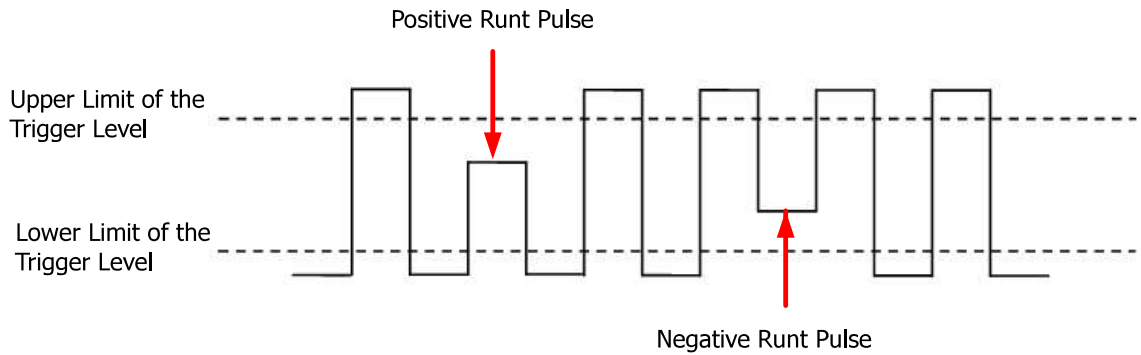 Positive Runt Pulse
Upper Limit of the
Trigger Level
Lower Limit of the
Trigger Level
Negative Runt Pulse